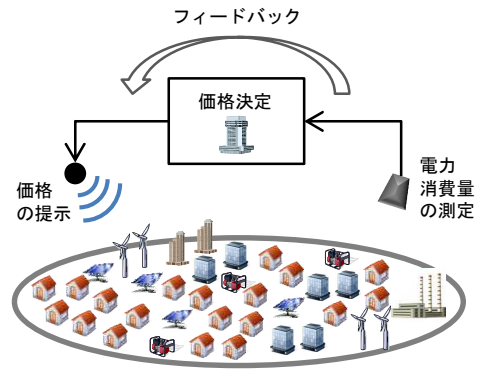 フィードバック
価格決定
価格
の提示
電力
消費量
の測定